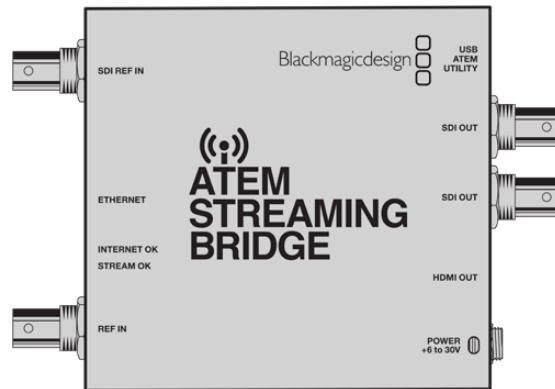 Blackmagicdesign
USB
ATEM
UTILITY
SDI REF IN
SDI OUT
ATEM
STREAMING
BRIDGE
ETHERNET
SDI OUT
INTERNET OK
STREAM OK
HDMI OUT
REF IN
POWER
+6 to 30V